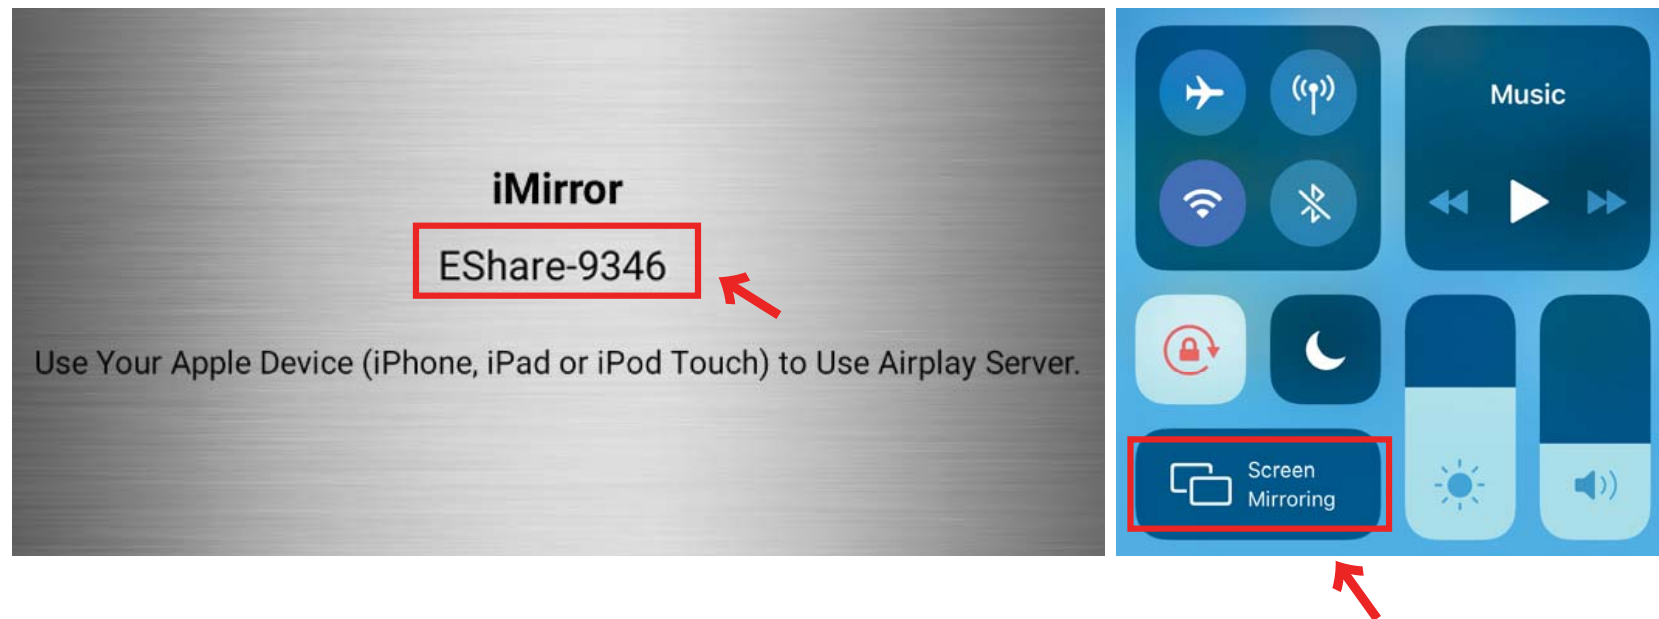 iMirror
EShare-9346
Use Your Apple Device (iPhone, iPad or iPod Touch) to Use Airplay Server.
Music
Screen
Mirroring